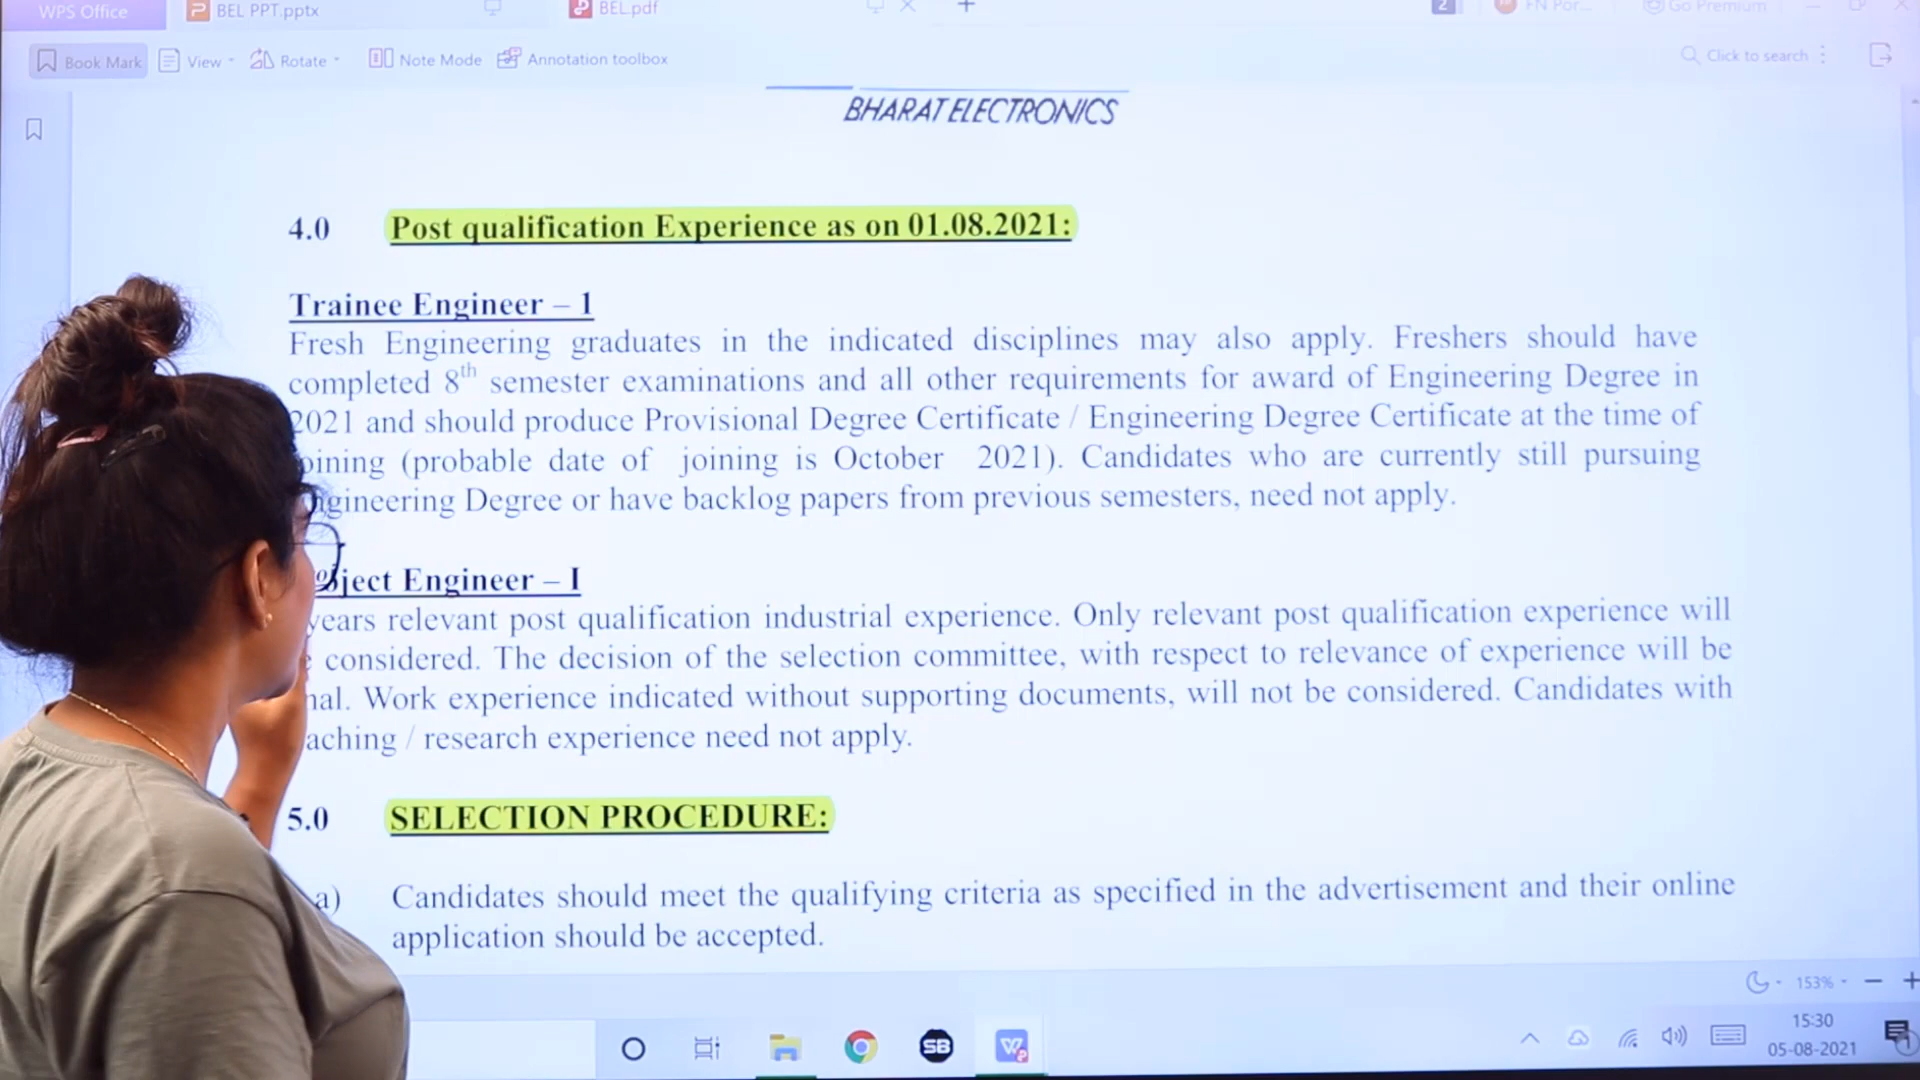 WPS Office
BEL PPT.pptx
BEL.pdf
2
FN Por...
Go Premium
Book Mark
View
Rotate
Note Mode
Annotation toolbox
Click to search
BHARAT ELECTRONICS
4.0 Post qualification Experience as on 01.08.2021:
Trainee Engineer – 1
Fresh Engineering graduates in the indicated disciplines may also apply. Freshers should have
completed 8th semester examinations and all other requirements for award of Engineering Degree in
2021 and should produce Provisional Degree Certificate / Engineering Degree Certificate at the time of
oining (probable date of joining is October 2021). Candidates who are currently still pursuing
ngineering Degree or have backlog papers from previous semesters, need not apply.
oject Engineer – I
years relevant post qualification industrial experience. Only relevant post qualification experience will
e considered. The decision of the selection committee, with respect to relevance of experience will be
nal. Work experience indicated without supporting documents, will not be considered. Candidates with
aching / research experience need not apply.
5.0 SELECTION PROCEDURE:
a) Candidates should meet the qualifying criteria as specified in the advertisement and their online
application should be accepted.
153%
SB
W
15:30
05-08-2021
1